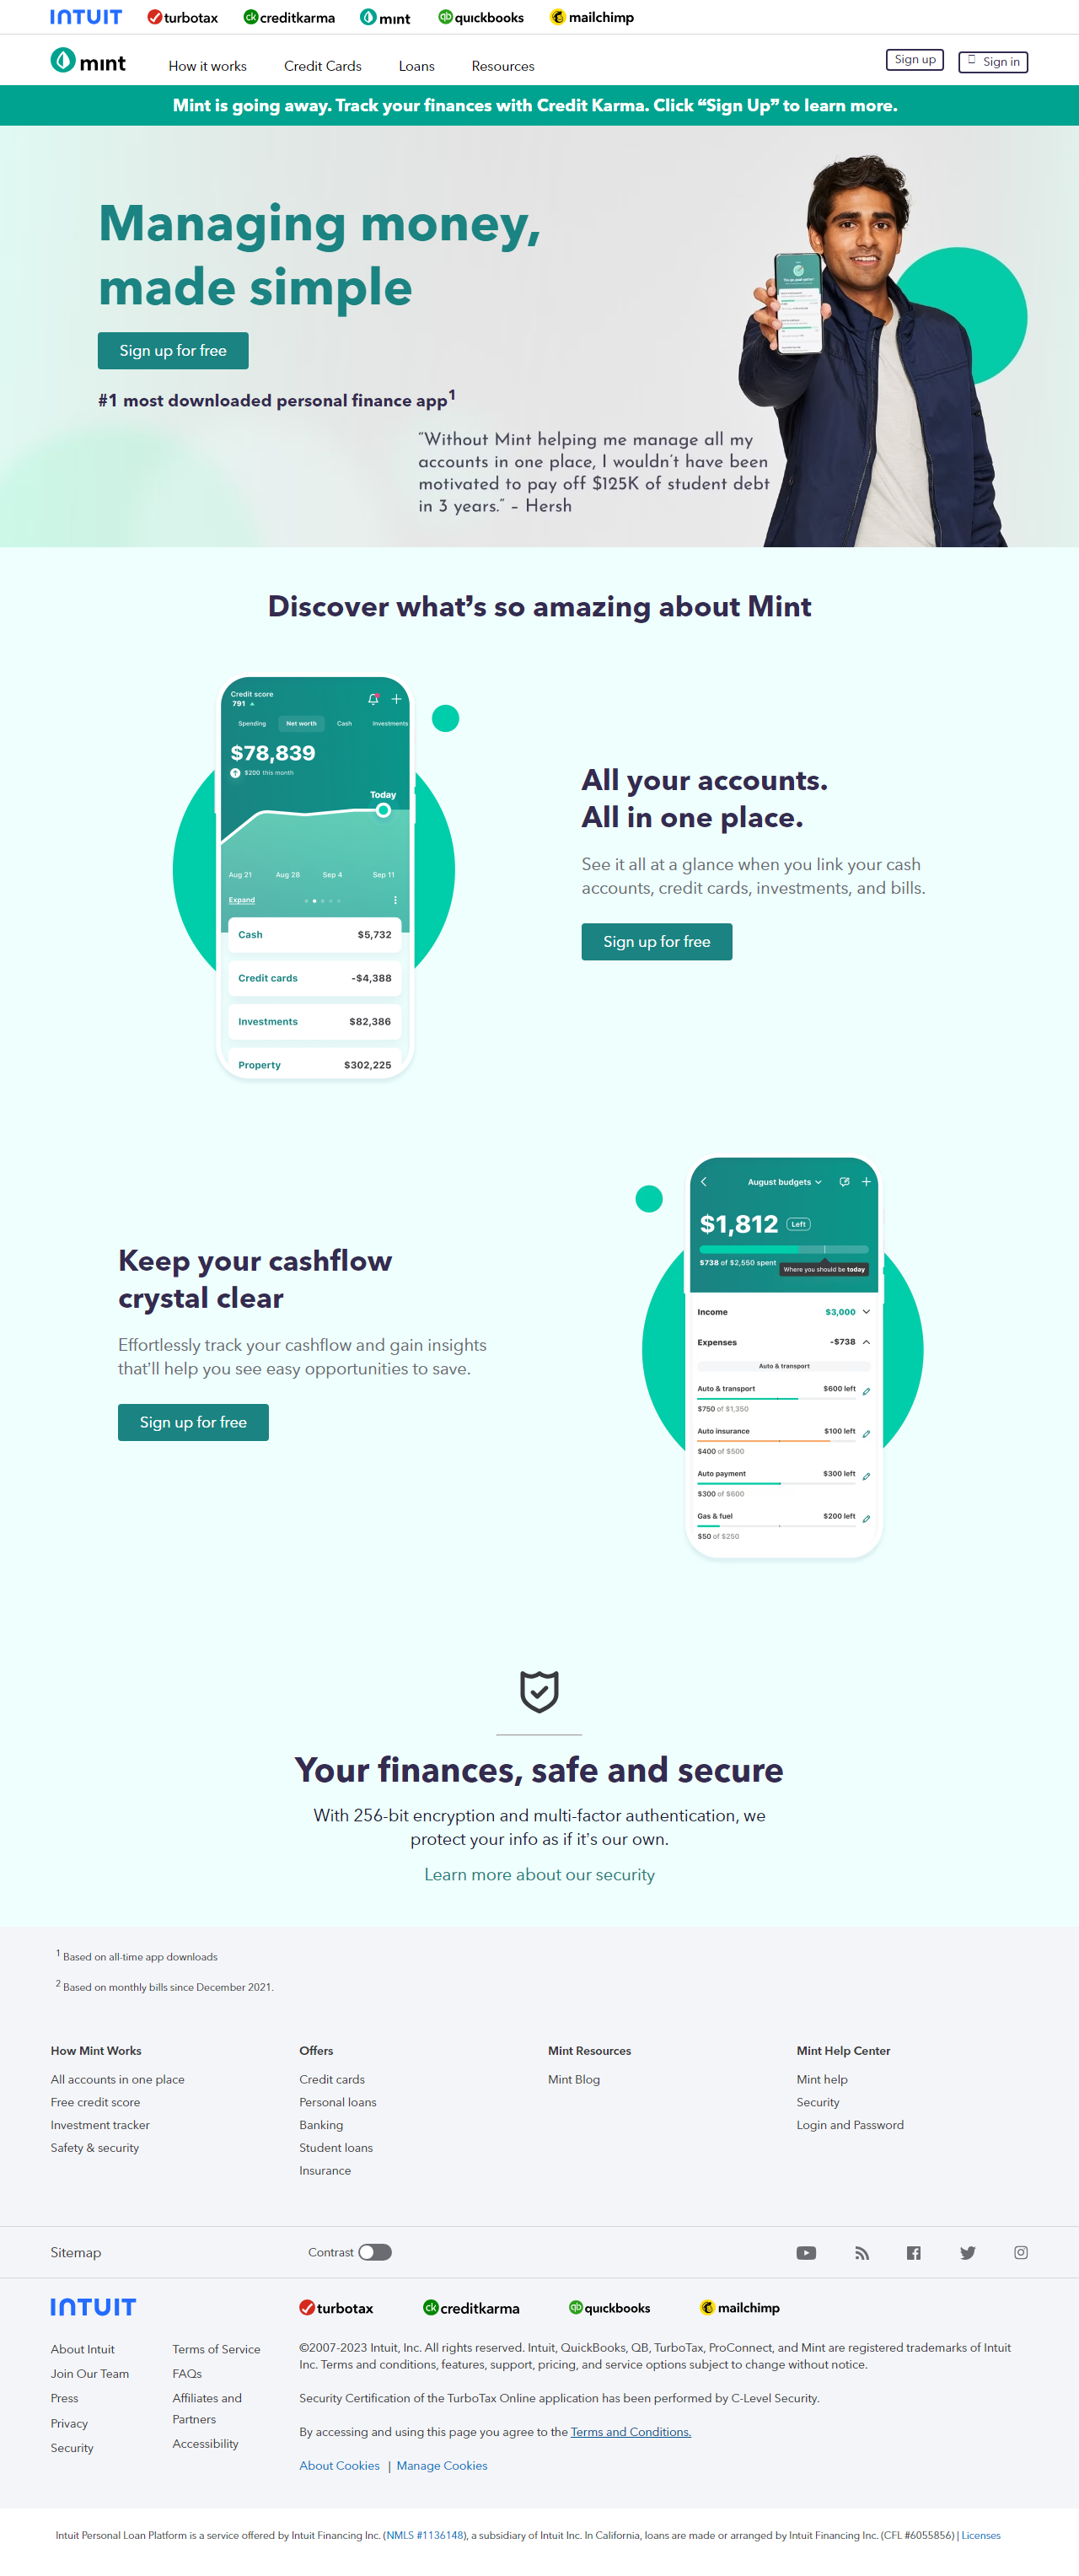 INTUIT turbotax creditkarma mint quickbooks mailchimp
mint How it works Credit Cards Loans Resources Sign up Sign in
Mint is going away. Track your finances with Credit Karma. Click “Sign Up” to learn more.
Managing money,
made simple
Sign up for free
#1 most downloaded personal finance app1
“Without Mint helping me manage all my
accounts in one place, I wouldn’t have been
motivated to pay off $125K of student debt
in 3 years.” – Hersh
Discover what’s so amazing about Mint
Credit score
791
Spending Net worth Cash Investments
$78,839
$200 this month
Today
Aug 21 Aug 28 Sep 4 Sep 11
Expand
Cash $5,732
Credit cards -$4,388
Investments $82,386
Property $302,225
All your accounts.
All in one place.
See it all at a glance when you link your cash
accounts, credit cards, investments, and bills.
Sign up for free
Keep your cashflow
crystal clear
Effortlessly track your cashflow and gain insights
that’ll help you see easy opportunities to save.
Sign up for free
August budgets
$1,812 Left
$738 of $2,550 spent
Where you should be today
Income $3,000
Expenses -$738
Auto & transport
Auto & transport $600 left
$750 of $1,350
Auto insurance $100 left
$400 of $500
Auto payment $300 left
$300 of $600
Gas & fuel $200 left
$50 of $250
Your finances, safe and secure
With 256-bit encryption and multi-factor authentication, we
protect your info as if it’s our own.
Learn more about our security
1 Based on all-time app downloads
2 Based on monthly bills since December 2021.
How Mint Works
All accounts in one place
Free credit score
Investment tracker
Safety & security
Offers
Credit cards
Personal loans
Banking
Student loans
Insurance
Mint Resources
Mint Blog
Mint Help Center
Mint help
Security
Login and Password
Sitemap Contrast
INTUIT turbotax creditkarma quickbooks mailchimp
About Intuit
Join Our Team
Press
Privacy
Security
Terms of Service
FAQs
Affiliates and
Partners
Accessibility
©2007-2023 Intuit, Inc. All rights reserved. Intuit, QuickBooks, QB, TurboTax, ProConnect, and Mint are registered trademarks of Intuit
Inc. Terms and conditions, features, support, pricing, and service options subject to change without notice.
Security Certification of the TurboTax Online application has been performed by C-Level Security.
By accessing and using this page you agree to the Terms and Conditions.
About Cookies | Manage Cookies
Intuit Personal Loan Platform is a service offered by Intuit Financing Inc. (NMLS #1136148), a subsidiary of Intuit Inc. In California, loans are made or arranged by Intuit Financing Inc. (CFL #6055856) | Licenses